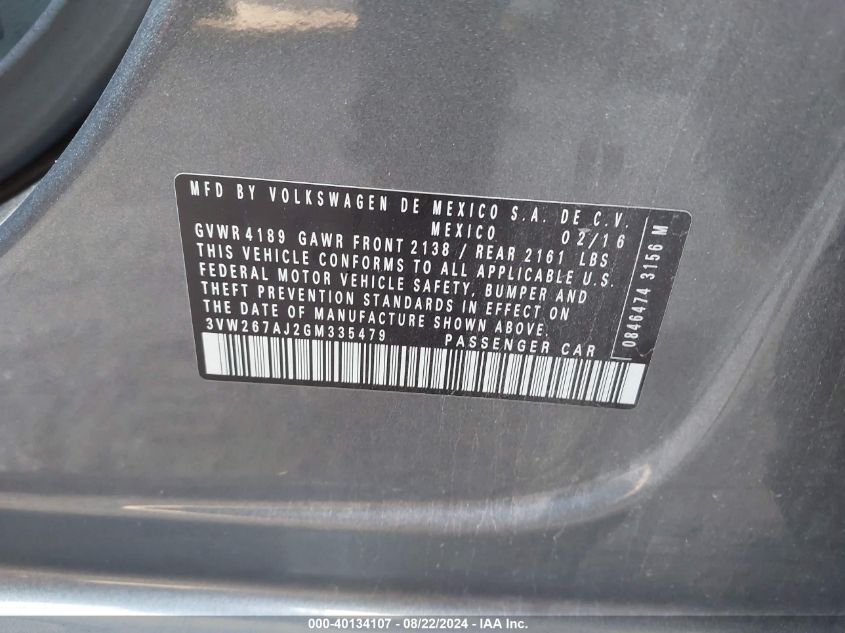 MFD BY VOLKSWAGEN DE MEXICO S.A. DE C.V.
MEXICO 02/16
GVWR 4189 GAWR FRONT 2138 / REAR 2161 LBS
THIS VEHICLE CONFORMS TO ALL APPLICABLE U.S.
FEDERAL MOTOR VEHICLE SAFETY, BUMPER AND
THEFT PREVENTION STANDARDS IN EFFECT ON
THE DATE OF MANUFACTURE SHOWN ABOVE.
3VW267AJ2GM335479 PASSENGER CAR
0846474 3156 M
000-40134107 - 08/22/2024 - IAA Inc.